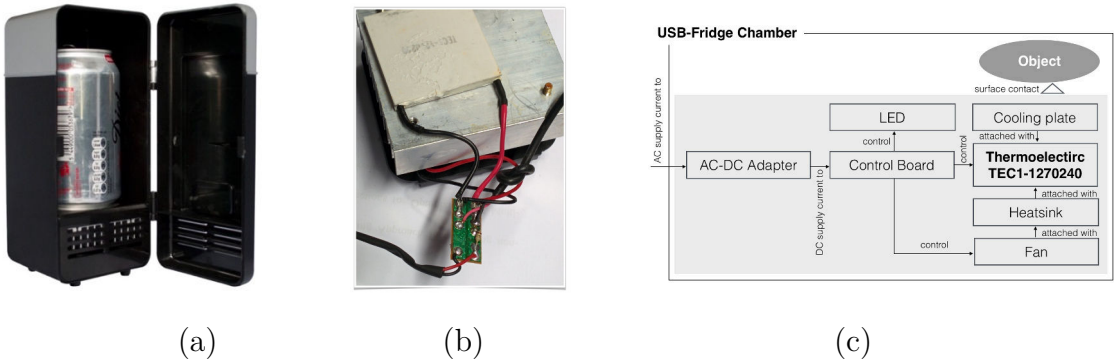 USB-Fridge Chamber
Object
surface contact
AC supply current to
LED
Cooling plate
control
attached with
AC-DC Adapter
Control Board
control
Thermoelectirc
TEC1-1270240
DC supply current to
attached with
Heatsink
control
attached with
Fan
(a)
(b)
(c)